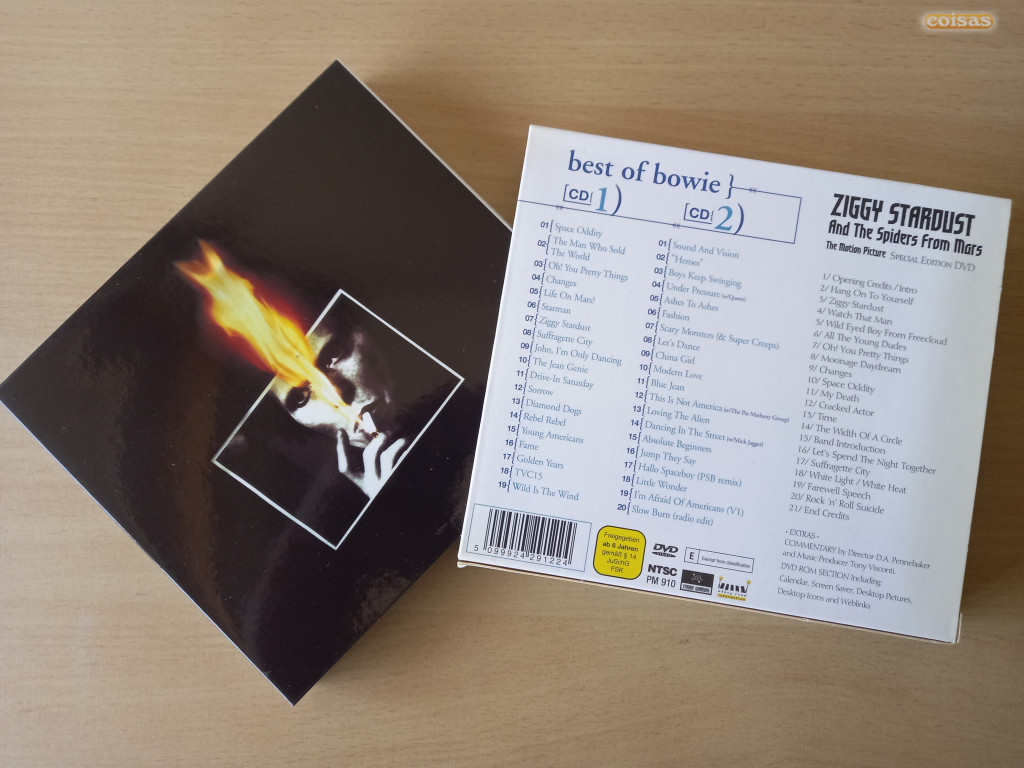 coisas
best of bowie}
[CD{1)
01{Space Oddity
02{The Man Who Sold
The World
03{Oh! You Pretty Things
04{Changes
05{Life On Mars?
06{Starman
07{Ziggy Stardust
08{Suffragete City
09{John, I'm Only Dancing
10{The Jean Genie
11{Drive-In Saturday
12{Sorrow
13{Diamond Dogs
14{Rebel Rebel
15{Young Americans
16{Fame
17{Golden Years
18{TVC15
19{Wild Is The Wind
[CD{2)
01{Sound And Vision
02{"Heroes"
03{Boys Keep Swinging
04{Under Pressure (w/Queen)
05{Ashes To Ashes
06{Fashion
07{Scary Monsters (& Super Creeps)
08{Let's Dance
09{China Girl
10{Modern Love
11{Blue Jean
12{This Is Not America (w/The Pat Metheny Group)
13{Loving The Alien
14{Dancing In The Street (w/Mick Jagger)
15{Absolute Beginners
16{Jump They Say
17{Hallo Spaceboy (PSB remix)
18{Little Wonder
19{I'm Afraid Of Americans (V1)
20{Slow Burn (radio edit)
ZIGGY STARDUST
And The Spiders From Mars
The Motion Picture SPECIAL EDITION DVD
1/ Opening Credits / Intro
2/ Hang On To Yourself
3/ Ziggy Stardust
4/ Watch That Man
5/ Wild Eyed Boy From Freecloud
6/ All The Young Dudes
7/ Oh! You Pretty Things
8/ Moonage Daydream
9/ Changes
10/ Space Oddity
11/ My Death
12/ Cracked Actor
13/ Time
14/ The Width Of A Circle
15/ Band Introduction
16/ Let's Spend The Night Together
17/ Suffragette City
18/ White Light / White Heat
19/ Farewell Speech
20/ Rock 'n' Roll Suicide
21/ End Credits
• EXTRAS •
COMMENTARY by Director D.A. Pennebaker
and Music Producer Tony Visconti
DVD ROM SECTION Including:
Calendar, Screen Saver, Desktop Pictures,
Desktop Icons and Weblinks
5 099924 291224
Freigegeben
ab 6 Jahren
gemäß § 14
JuSchG
FSK
DVD
E Exempt from classification
NTSC
PM 910